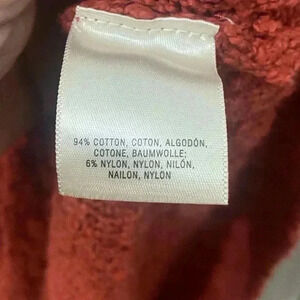 94% COTTON, COTON, ALGODÓN,
COTONE, BAUMWOLLE;
6% NYLON, NYLON, NILÓN,
NAILON, NYLON